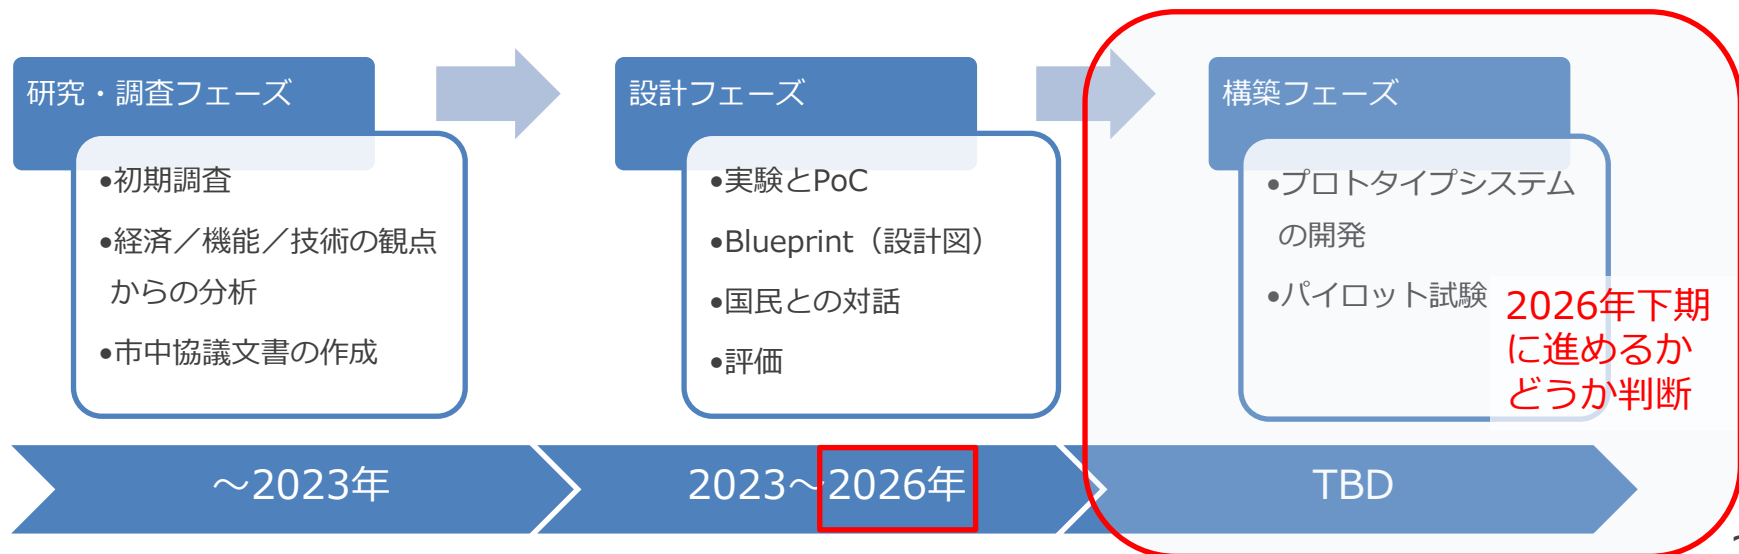 研究・調査フェーズ
•初期調査
•経済／機能／技術の観点
からの分析
•市中協議文書の作成
設計フェーズ
•実験とPoC
•Blueprint（設計図）
•国民との対話
•評価
構築フェーズ
•プロトタイプシステム
の開発
•パイロット試験
2026年下期
に進めるか
どうか判断
～2023年
2023～2026年
TBD